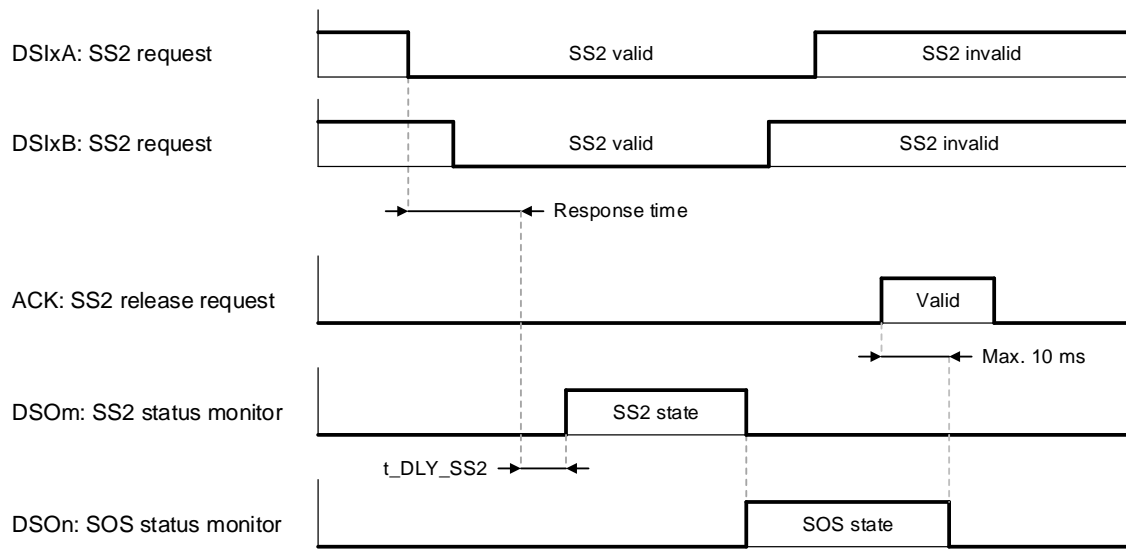 DSIxA: SS2 request
SS2 valid
SS2 invalid
DSIxB: SS2 request
SS2 valid
SS2 invalid
Response time
ACK: SS2 release request
Valid
Max. 10 ms
DSOm: SS2 status monitor
SS2 state
t_DLY_SS2
DSOn: SOS status monitor
SOS state